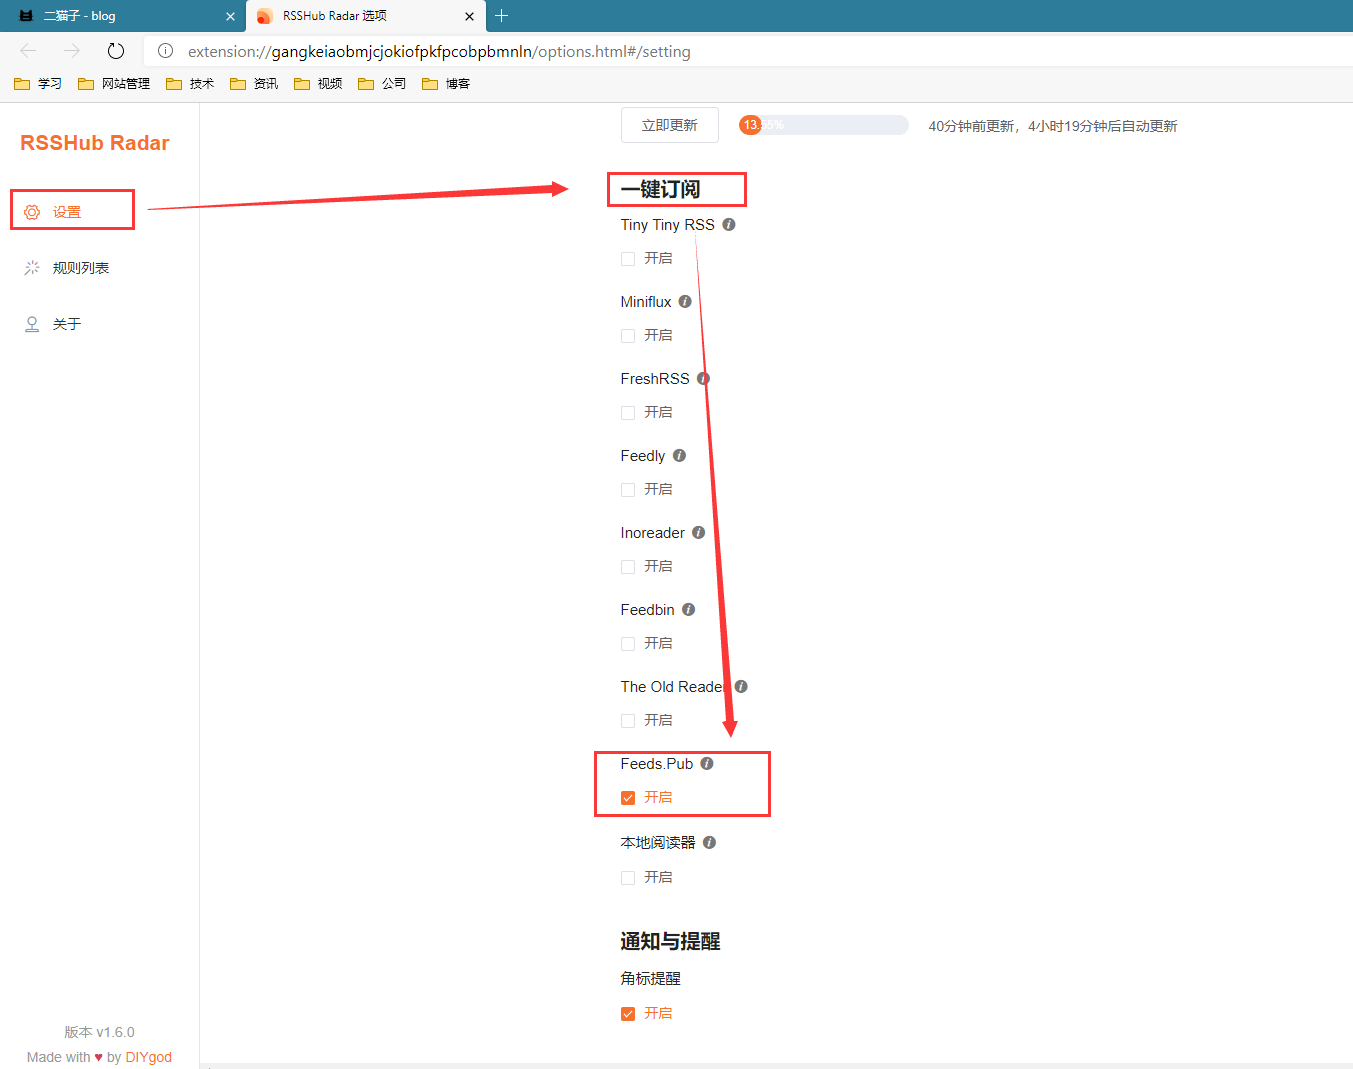 二猫子 - blog
RSSHub Radar 选项
extension://gangkeiaobmjcjokiofpkfpcobpbmnln/options.html#/setting
学习 网站管理 技术 资讯 视频 公司 博客
RSSHub Radar
设置
规则列表
关于
版本 v1.6.0
Made with ♥ by DIYgod
立即更新 13.55% 40分钟前更新，4小时19分钟后自动更新
一键订阅
Tiny Tiny RSS
开启
Miniflux
开启
FreshRSS
开启
Feedly
开启
Inoreader
开启
Feedbin
开启
The Old Reader
开启
Feeds.Pub
开启
本地阅读器
开启
通知与提醒
角标提醒
开启